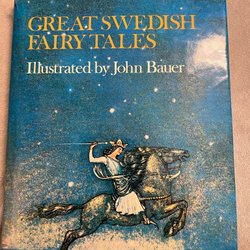 GREAT SWEDISH
FAIRY TALES
Illustrated by John Bauer